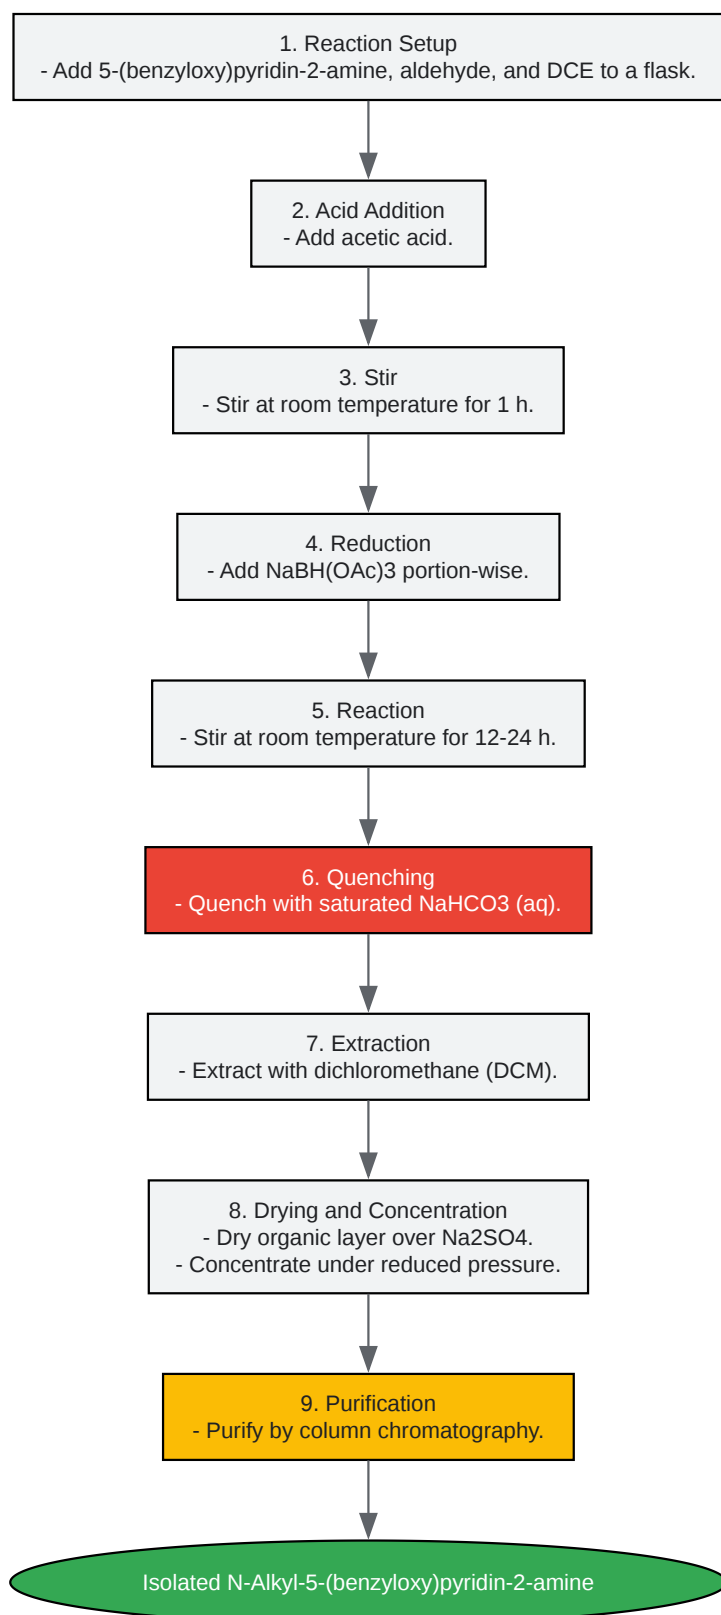 1. Reaction Setup
- Add 5-(benzyloxy)pyridin-2-amine, aldehyde, and DCE to a flask.
2. Acid Addition
- Add acetic acid.
3. Stir
- Stir at room temperature for 1 h.
4. Reduction
- Add NaBH(OAc)3 portion-wise.
5. Reaction
- Stir at room temperature for 12-24 h.
6. Quenching
- Quench with saturated NaHCO3 (aq).
7. Extraction
- Extract with dichloromethane (DCM).
8. Drying and Concentration
- Dry organic layer over Na2SO4.
- Concentrate under reduced pressure.
9. Purification
- Purify by column chromatography.
Isolated N-Alkyl-5-(benzyloxy)pyridin-2-amine